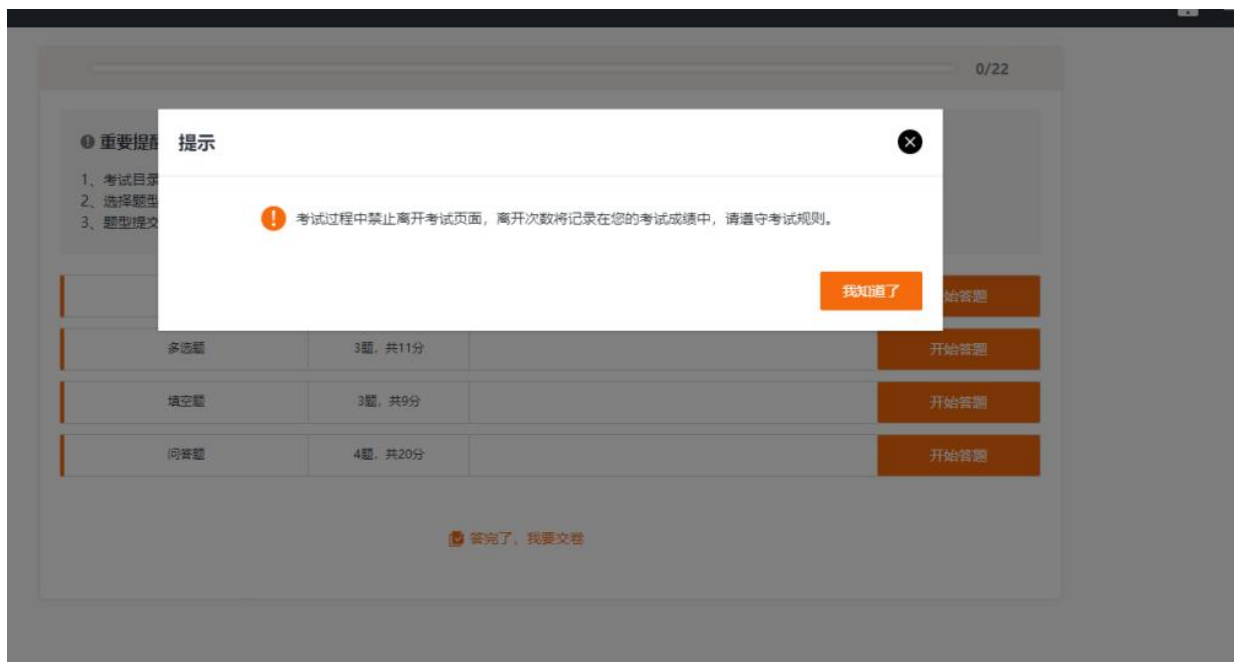 0/22
重要提醒
提示
1、考试目录
2、选择题型
3、题型提交
考试过程中禁止离开考试页面，离开次数将记录在您的考试成绩中，请遵守考试规则。
我知道了
始答题
多选题 3题，共11分 开始答题
填空题 3题，共9分 开始答题
问答题 4题，共20分 开始答题
答完了，我要交卷